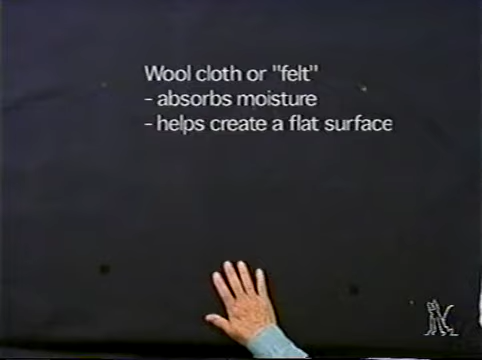 Wool cloth or "felt"
- absorbs moisture
- helps create a flat surface